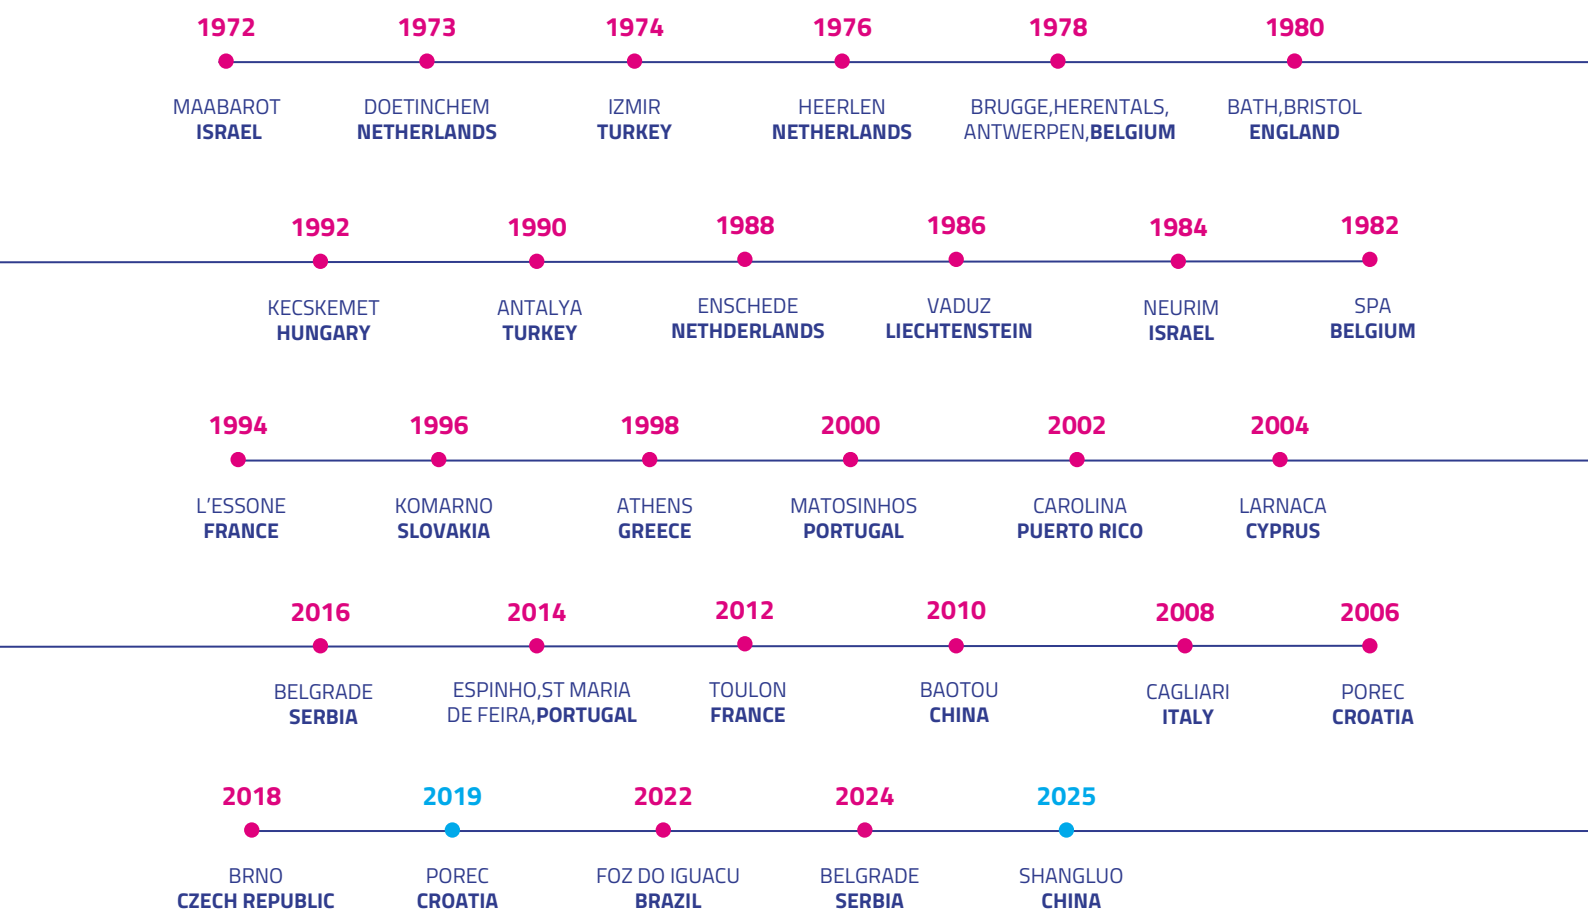 1972 1973 1974 1976 1978 1980
MAABAROT DOETINCHEM IZMIR HEERLEN BRUGGE,HERENTALS, BATH,BRISTOL
ISRAEL NETHERLANDS TURKEY NETHERLANDS ANTWERPEN,BELGIUM ENGLAND
1992 1990 1988 1986 1984 1982
KECSKEMET ANTALYA ENSCHEDE VADUZ NEURIM SPA
HUNGARY TURKEY NETHDERLANDS LIECHTENSTEIN ISRAEL BELGIUM
1994 1996 1998 2000 2002 2004
L'ESSONE KOMARNO ATHENS MATOSINHOS CAROLINA LARNACA
FRANCE SLOVAKIA GREECE PORTUGAL PUERTO RICO CYPRUS
2016 2014 2012 2010 2008 2006
BELGRADE ESPINHO,ST MARIA TOULON BAOTOU CAGLIARI POREC
SERBIA DE FEIRA,PORTUGAL FRANCE CHINA ITALY CROATIA
2018 2019 2022 2024 2025
BRNO POREC FOZ DO IGUACU BELGRADE SHANGLUO
CZECH REPUBLIC CROATIA BRAZIL SERBIA CHINA